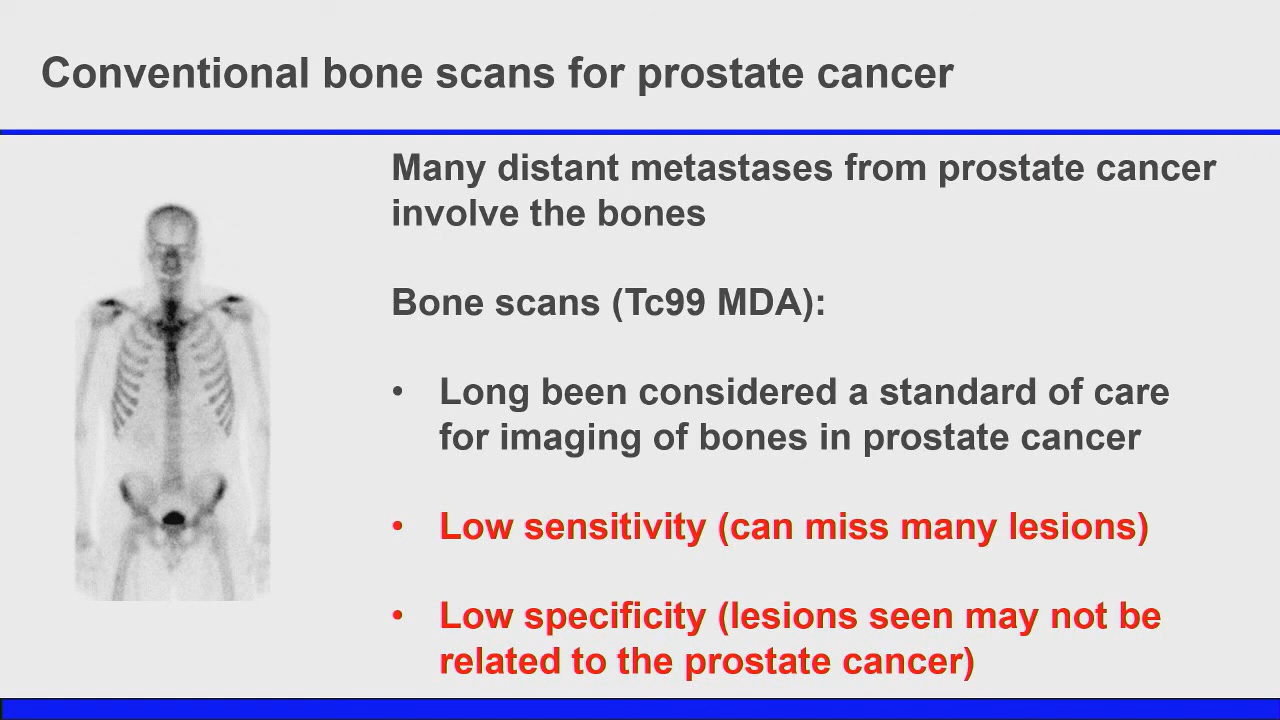 Conventional bone scans for prostate cancer
Many distant metastases from prostate cancer
involve the bones
Bone scans (Tc99 MDA):
• Long been considered a standard of care
for imaging of bones in prostate cancer
• Low sensitivity (can miss many lesions)
• Low specificity (lesions seen may not be
related to the prostate cancer)